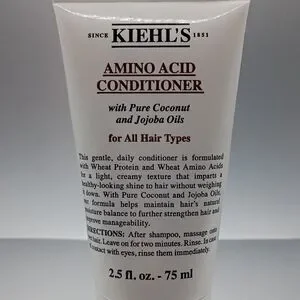 SINCE KIEHL'S 1851
AMINO ACID
CONDITIONER
with Pure Coconut
and Jojoba Oils
for All Hair Types
This gentle, daily conditioner is formulated
with Wheat Protein and Wheat Amino Acids
for a light, creamy texture that imparts a
healthy-looking shine to hair without weighing
it down. With Pure Coconut and Jojoba Oils,
our formula helps maintain hair's natural
moisture balance to further strengthen hair and
improve manageability.
DIRECTIONS: After shampoo, massage onto
wet hair. Leave on for two minutes. Rinse. In case
of contact with eyes, rinse them immediately.
2.5 fl. oz. - 75 ml